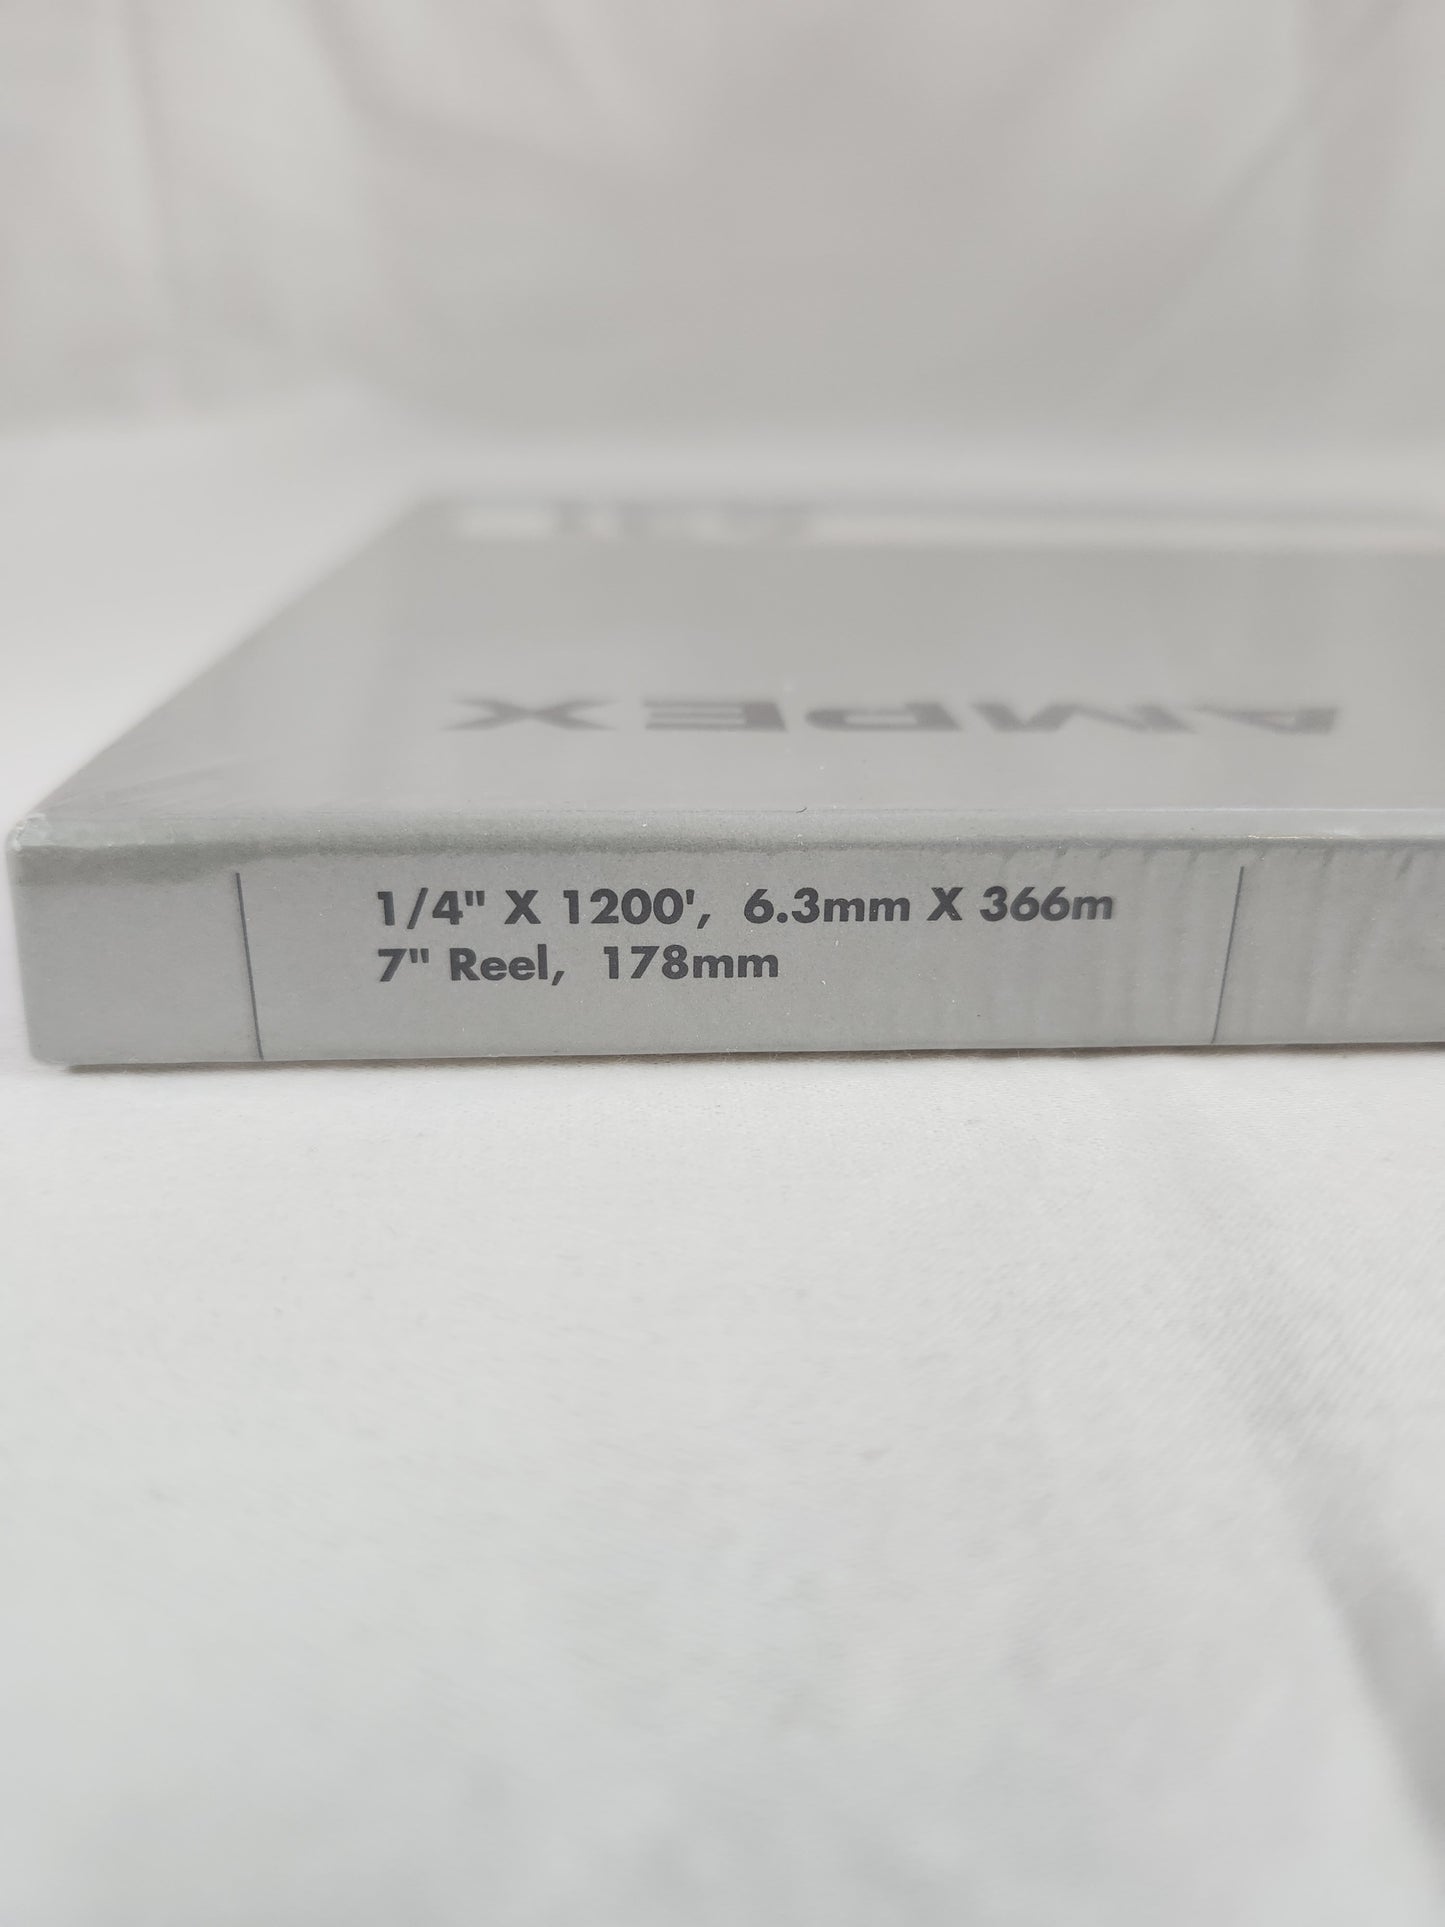 AMPEX
1/4" X 1200', 6.3mm X 366m
7" Reel, 178mm